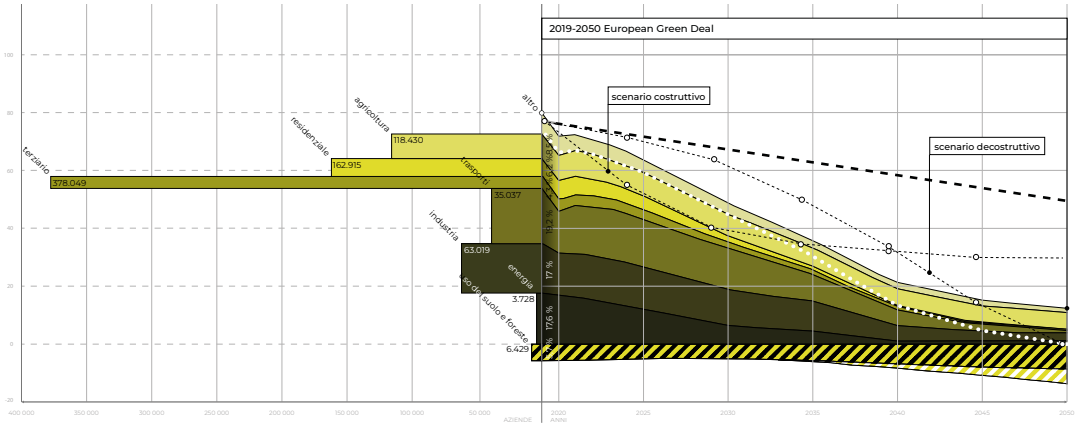 2019-2050 European Green Deal
100
80
60
40
20
0
-20
altro
scenario costruttivo
scenario decostruttivo
agricoltura
118.430
residenziale
162.915
terziario
378.049
trasporti
35.037
industria
63.019
energia
3.728
uso del suolo e foreste
6.429
19,2 %
17 %
17,6 %
400 000
350 000
300 000
250 000
200 000
150 000
100 000
50 000
2020
2025
2030
2035
2040
2045
2050
AZIENDE
ANNI